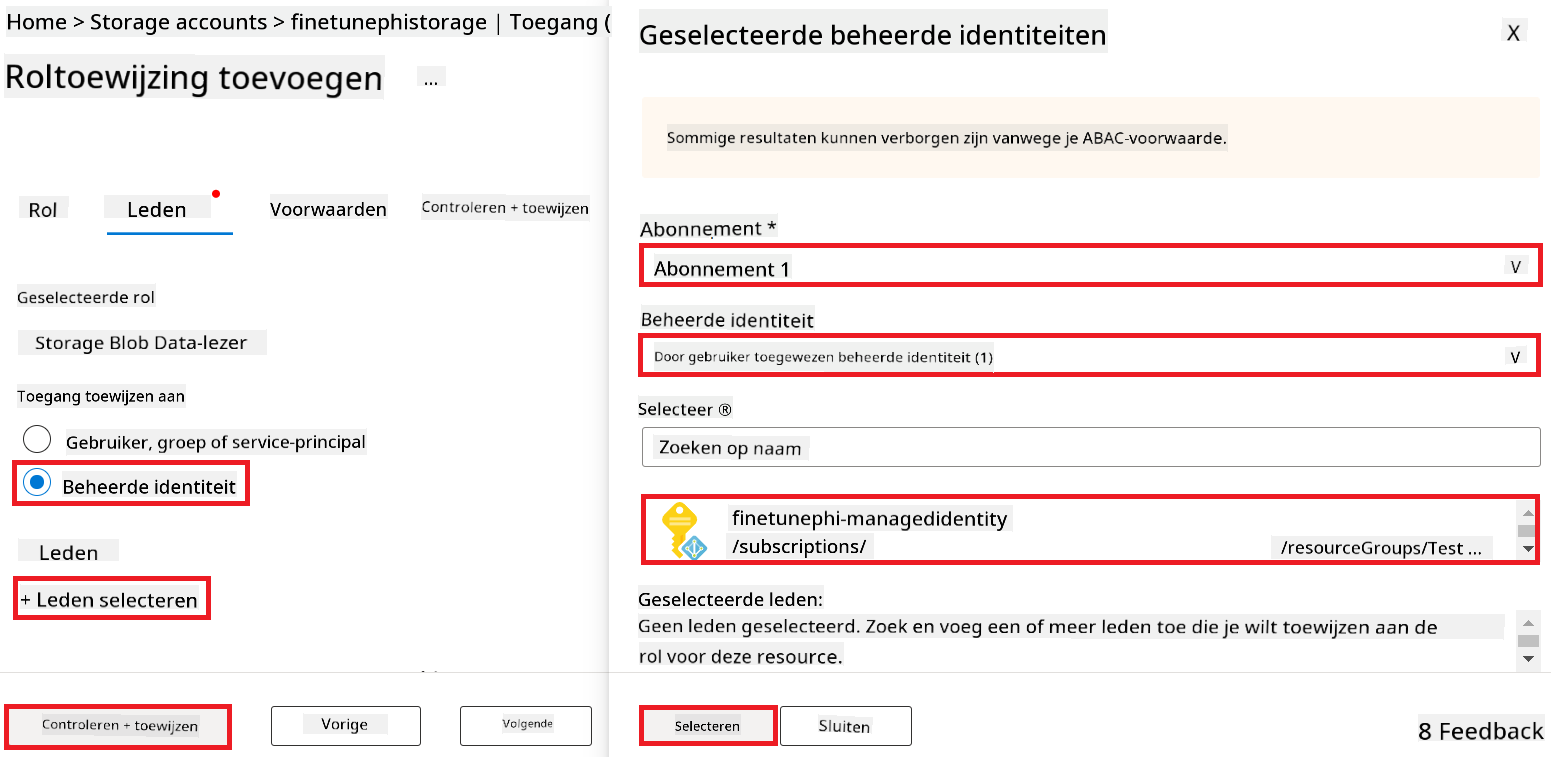 Home > Storage accounts > finetunephistorage | Toegang (
Roltoewijzing toevoegen
...
Rol
Leden
Voorwaarden
Controleren + toewijzen
Geselecteerde rol
Storage Blob Data-lezer
Toegang toewijzen aan
Gebruiker, groep of service-principal
Beheerde identiteit
Leden
+ Leden selecteren
Controleren + toewijzen
Vorige
Volgende
Geselecteerde beheerde identiteiten
X
Sommige resultaten kunnen verborgen zijn vanwege je ABAC-voorwaarde.
Abonnement *
Abonnement 1
V
Beheerde identiteit
Door gebruiker toegewezen beheerde identiteit (1)
V
Selecteer ®
Zoeken op naam
finetunephi-managedidentity
/subscriptions/ /resourceGroups/Test ...
Geselecteerde leden:
Geen leden geselecteerd. Zoek en voeg een of meer leden toe die je wilt toewijzen aan de
rol voor deze resource.
Selecteren
Sluiten
8 Feedback